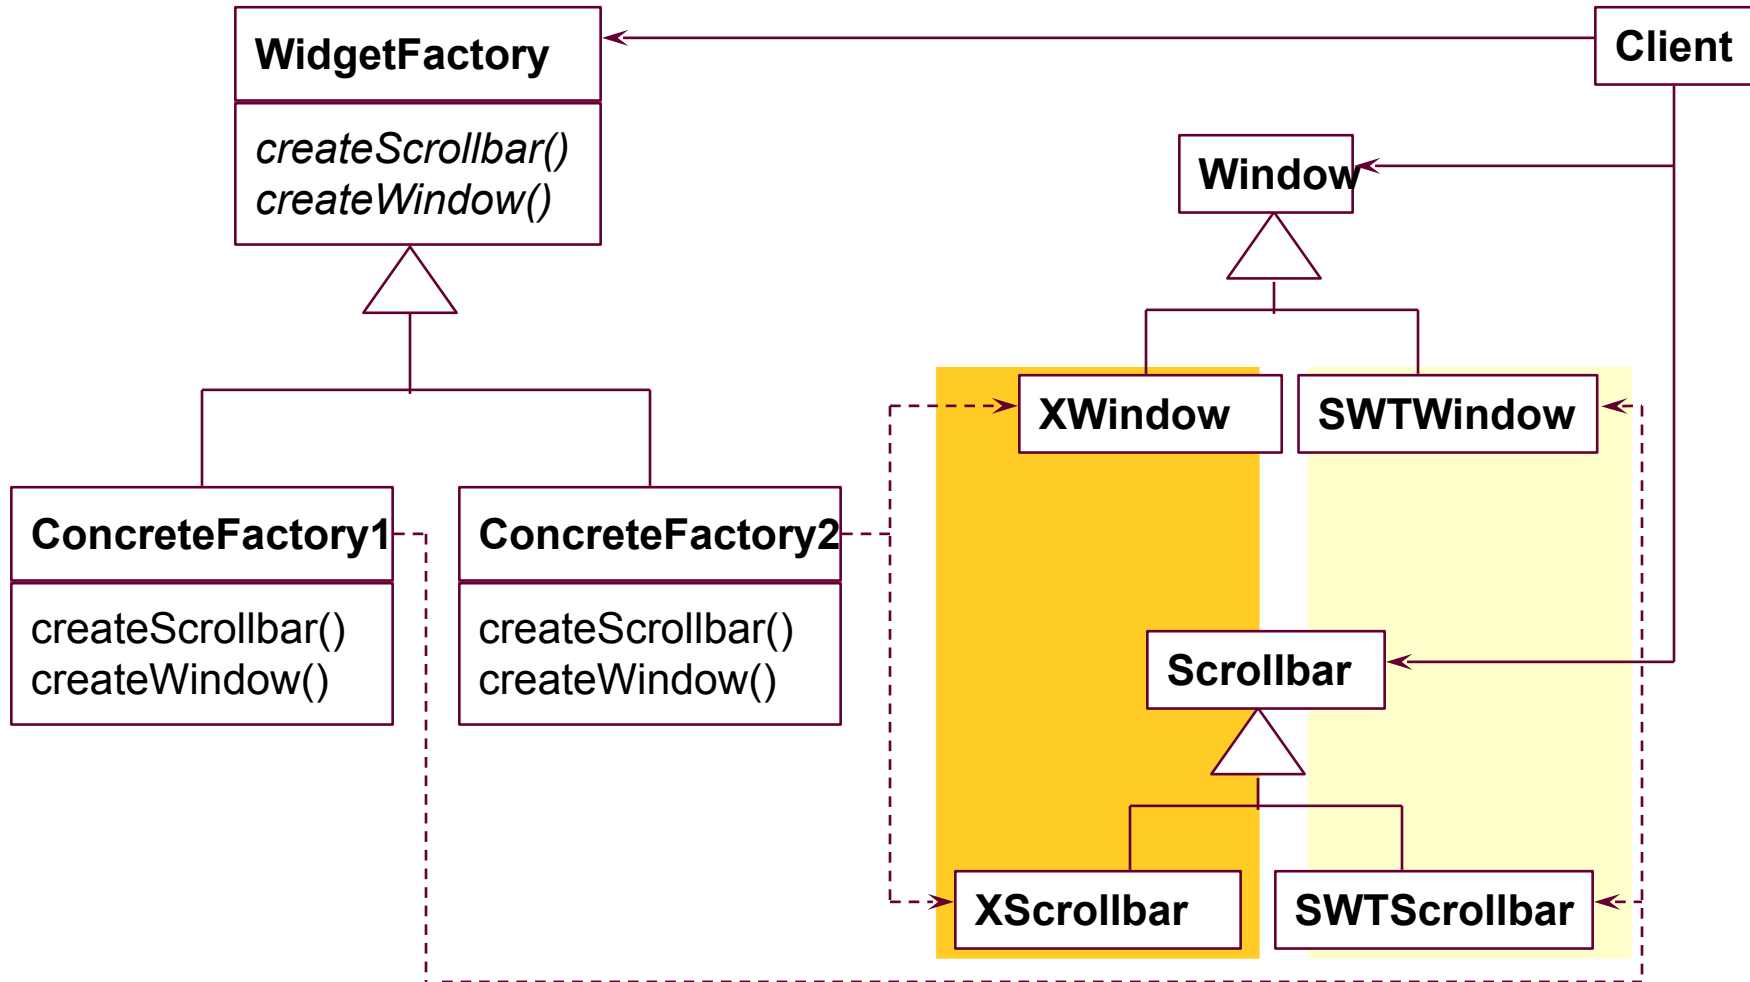 WidgetFactory
createScrollbar()
createWindow()
Client
Window
XWindow
SWTWindow
ConcreteFactory1
createScrollbar()
createWindow()
ConcreteFactory2
createScrollbar()
createWindow()
Scrollbar
XScrollbar
SWTScrollbar